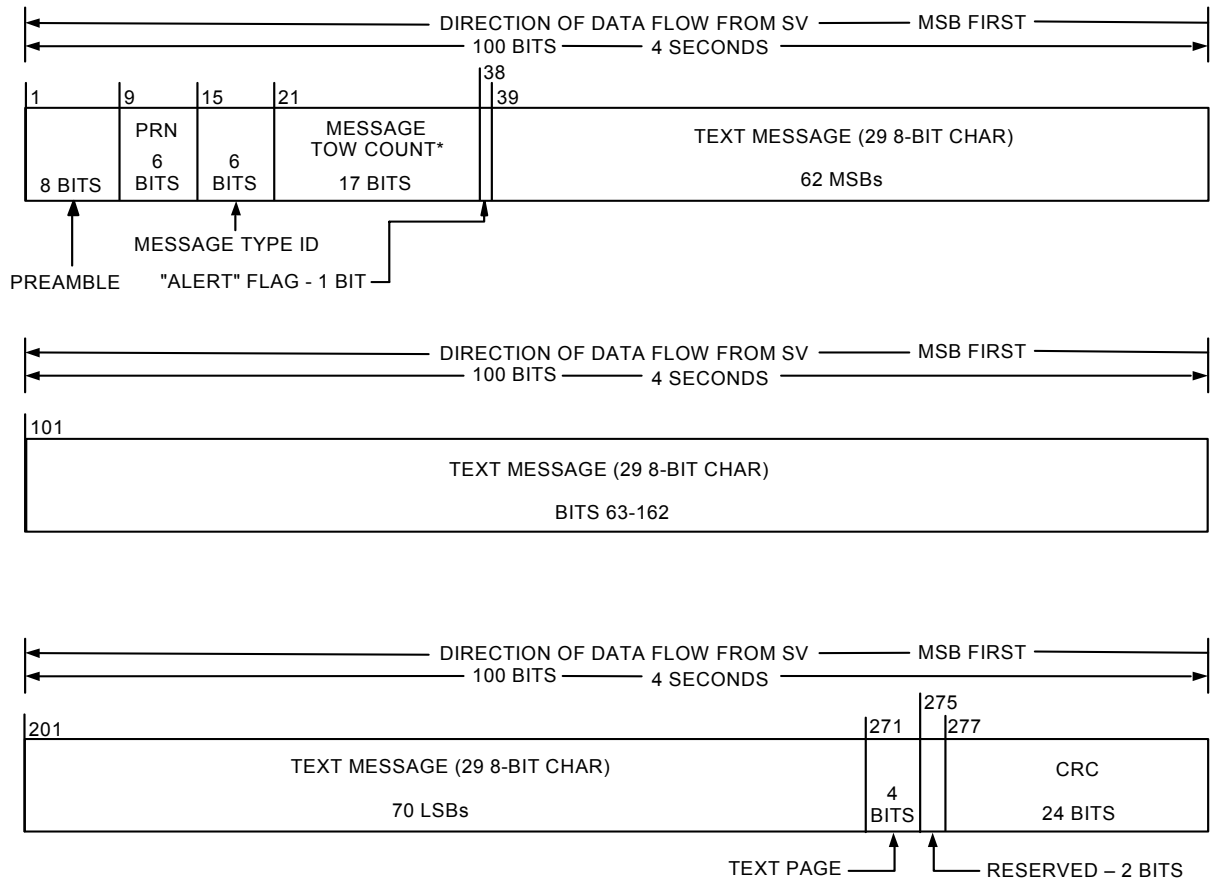 DIRECTION OF DATA FLOW FROM SV MSB FIRST
100 BITS 4 SECONDS
38
1 9 15 21 39
PRN
6
BITS
MESSAGE
TOW COUNT*
17 BITS
TEXT MESSAGE (29 8-BIT CHAR)
62 MSBs
8 BITS
6
BITS
MESSAGE TYPE ID
PREAMBLE "ALERT" FLAG - 1 BIT
DIRECTION OF DATA FLOW FROM SV MSB FIRST
100 BITS 4 SECONDS
101
TEXT MESSAGE (29 8-BIT CHAR)
BITS 63-162
DIRECTION OF DATA FLOW FROM SV MSB FIRST
100 BITS 4 SECONDS
275
201 271 277
TEXT MESSAGE (29 8-BIT CHAR)
70 LSBs
4
BITS
CRC
24 BITS
TEXT PAGE RESERVED – 2 BITS